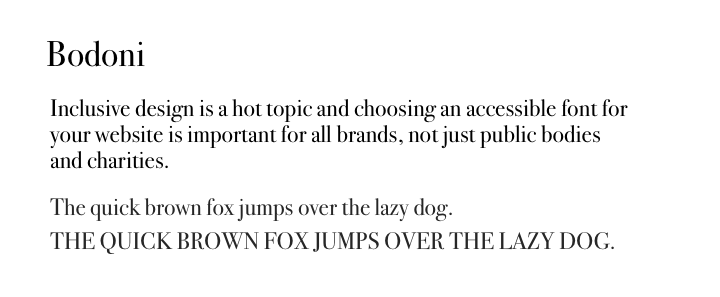 Bodoni
Inclusive design is a hot topic and choosing an accessible font for
your website is important for all brands, not just public bodies
and charities.
The quick brown fox jumps over the lazy dog.
THE QUICK BROWN FOX JUMPS OVER THE LAZY DOG.